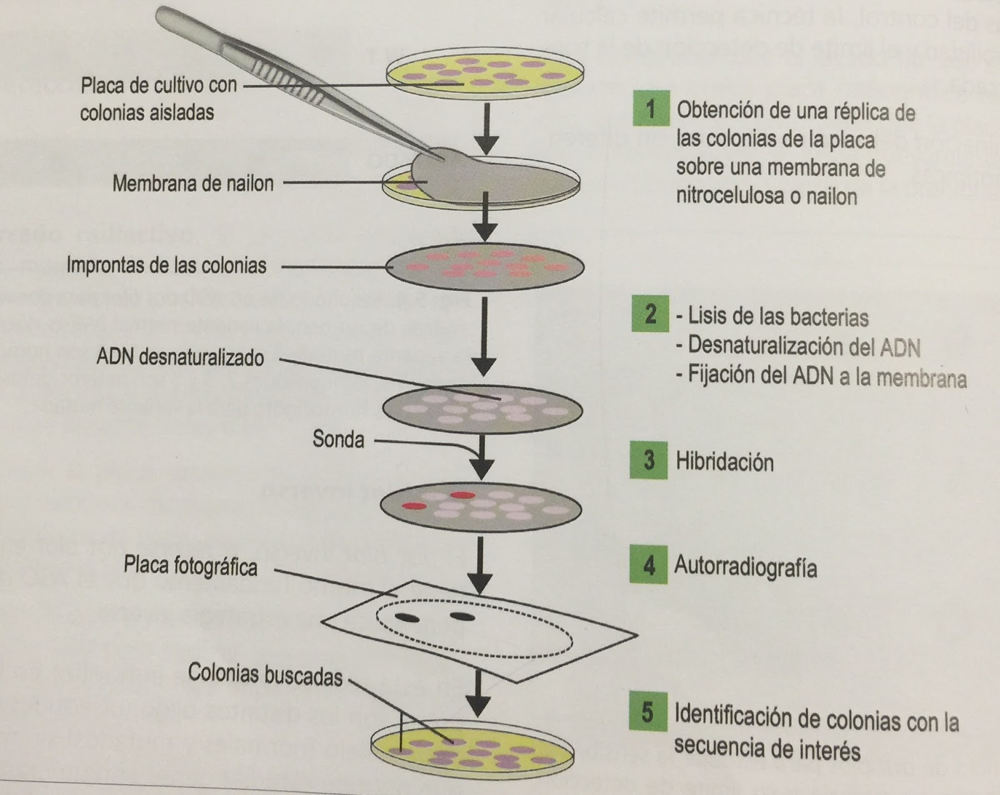 Placa de cultivo con
colonias aisladas
1 Obtención de una réplica de
las colonias de la placa
sobre una membrana de
nitrocelulosa o nailon
Membrana de nailon
Improntas de las colonias
2 - Lisis de las bacterias
- Desnaturalización del ADN
- Fijación del ADN a la membrana
ADN desnaturalizado
Sonda
3 Hibridación
Placa fotográfica
4 Autorradiografía
Colonias buscadas
5 Identificación de colonias con la
secuencia de interés